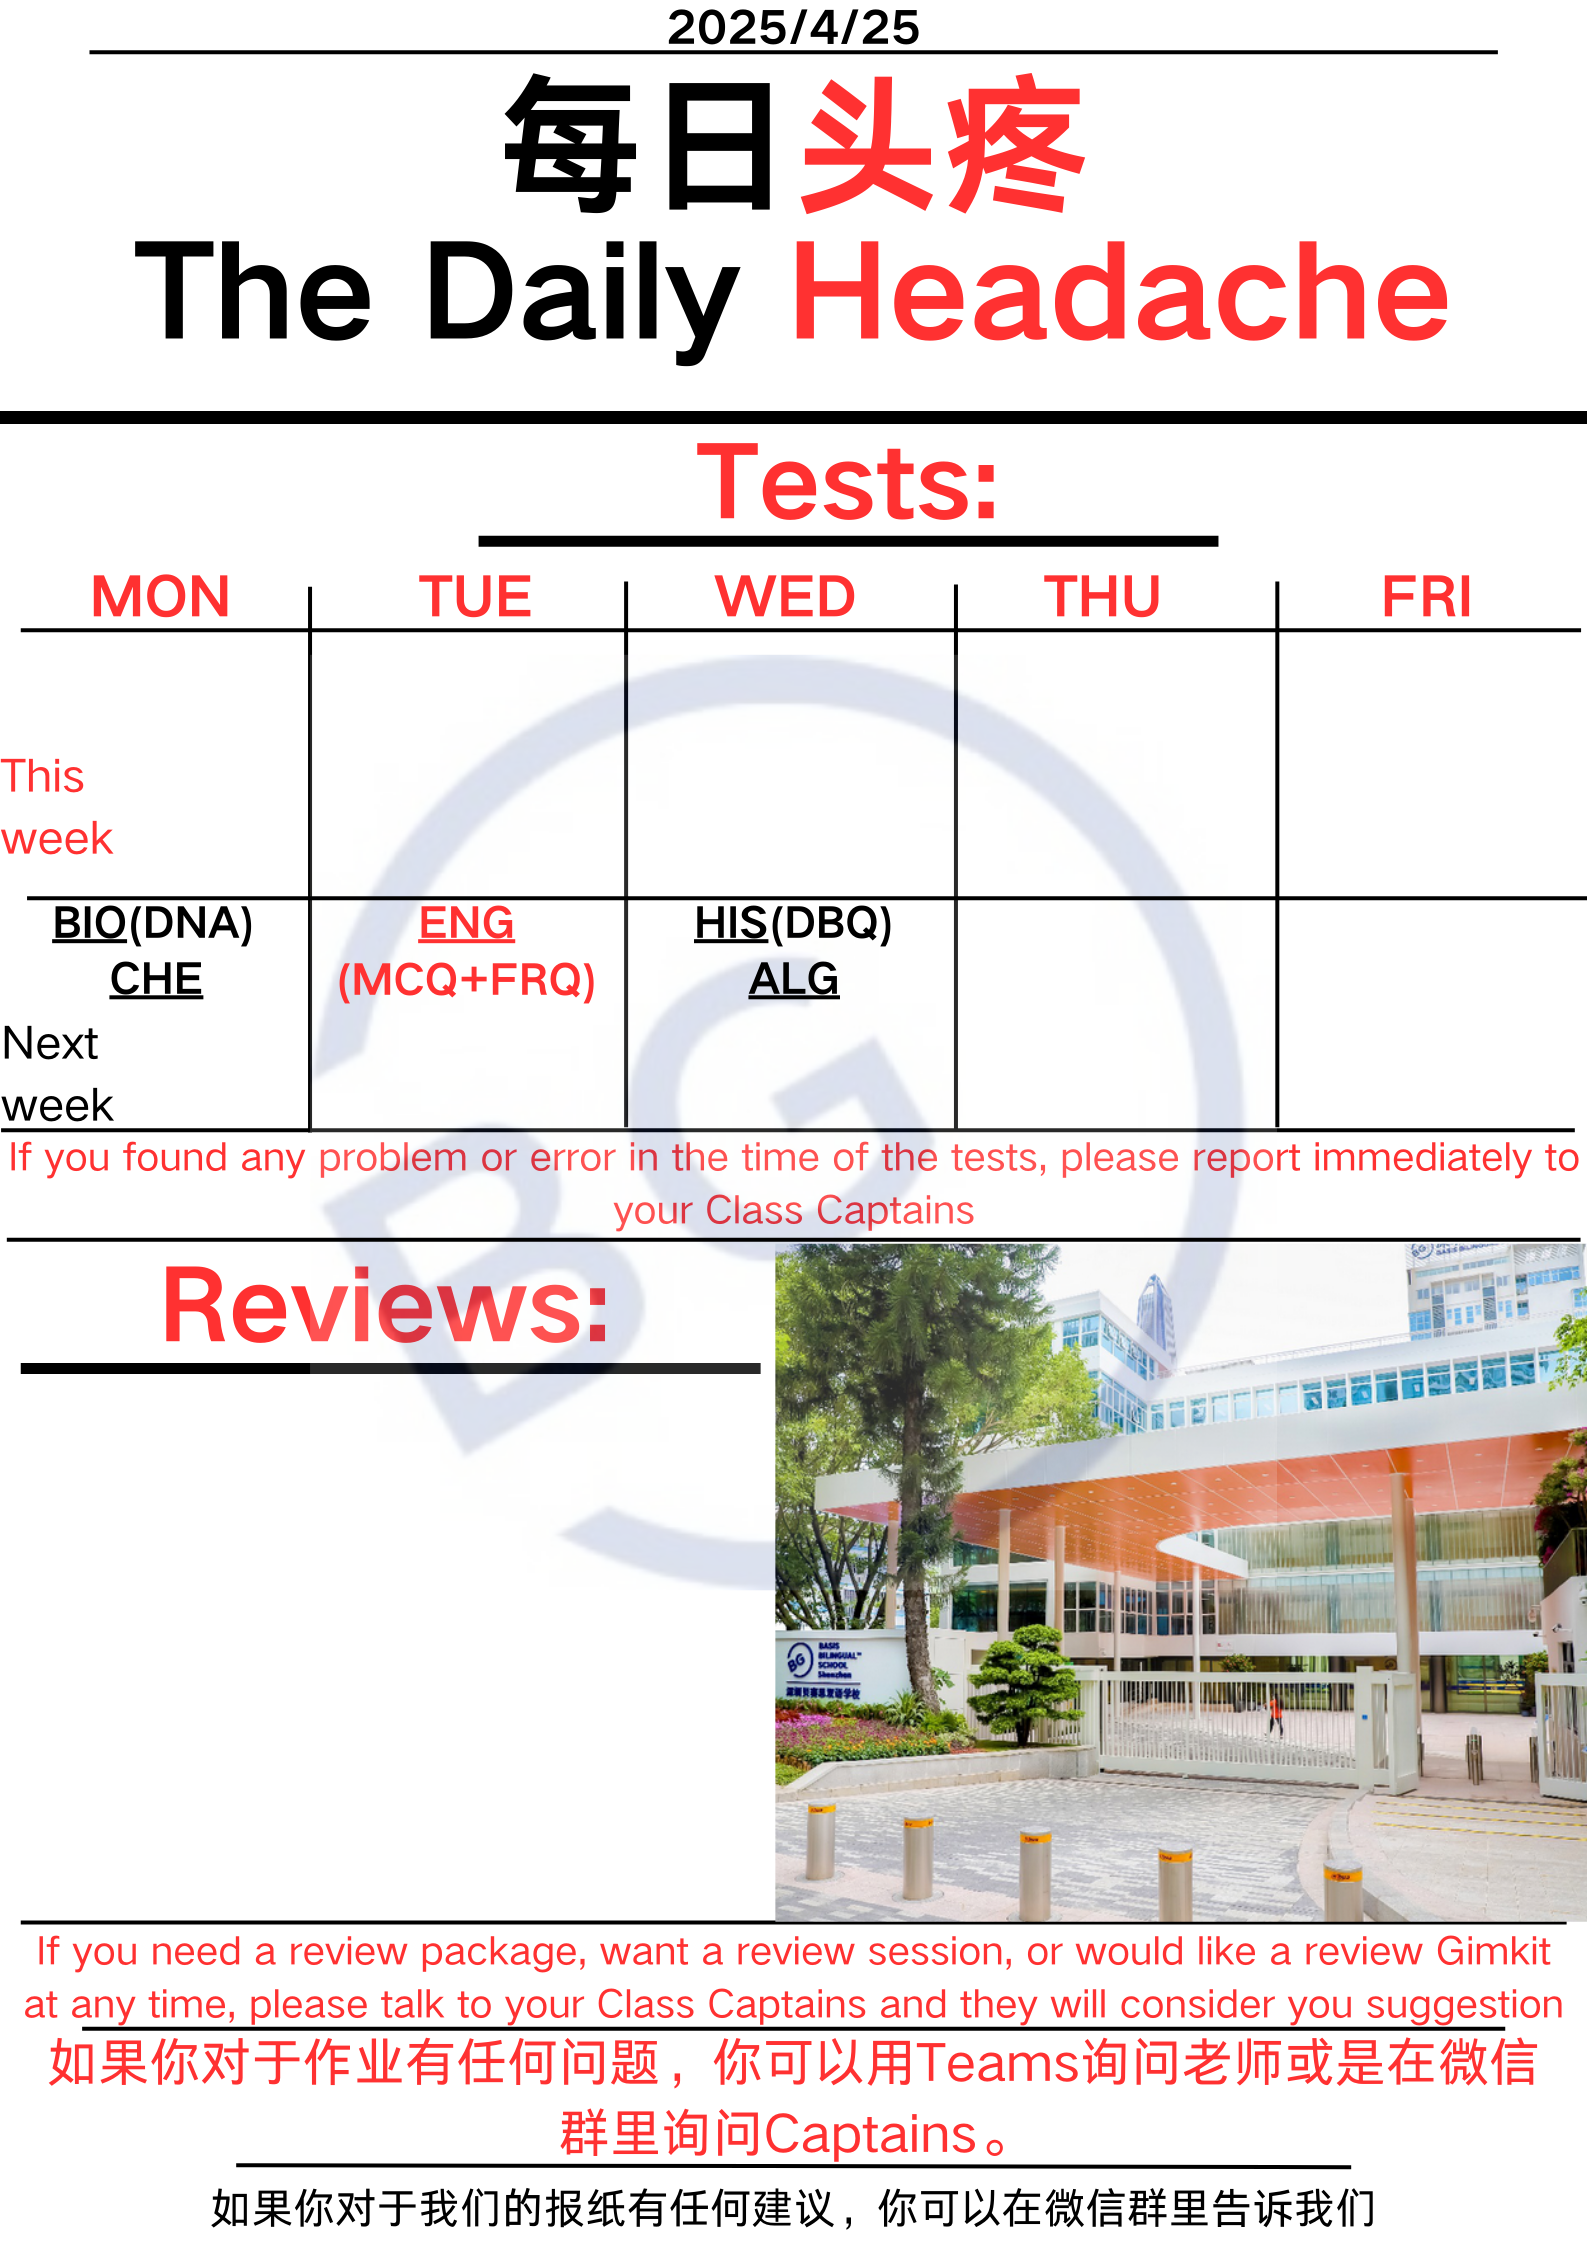 2025/4/25
每日头疼
The Daily Headache
Tests:
MON TUE WED THU FRI
This
week
BIO(DNA) ENG HIS(DBQ)
CHE (MCQ+FRQ) ALG
Next
week
If you found any problem or error in the time of the tests, please report immediately to
your Class Captains
BG
Reviews:
BG
BASIS BILINGUAL
BG
BASIS
BILINGUAL™
SCHOOL
Shenzhen
深圳贝赛思双语学校
If you need a review package, want a review session, or would like a review Gimkit
at any time, please talk to your Class Captains and they will consider you suggestion
如果你对于作业有任何问题，你可以用Teams询问老师或是在微信
群里询问Captains。
如果你对于我们的报纸有任何建议，你可以在微信群里告诉我们